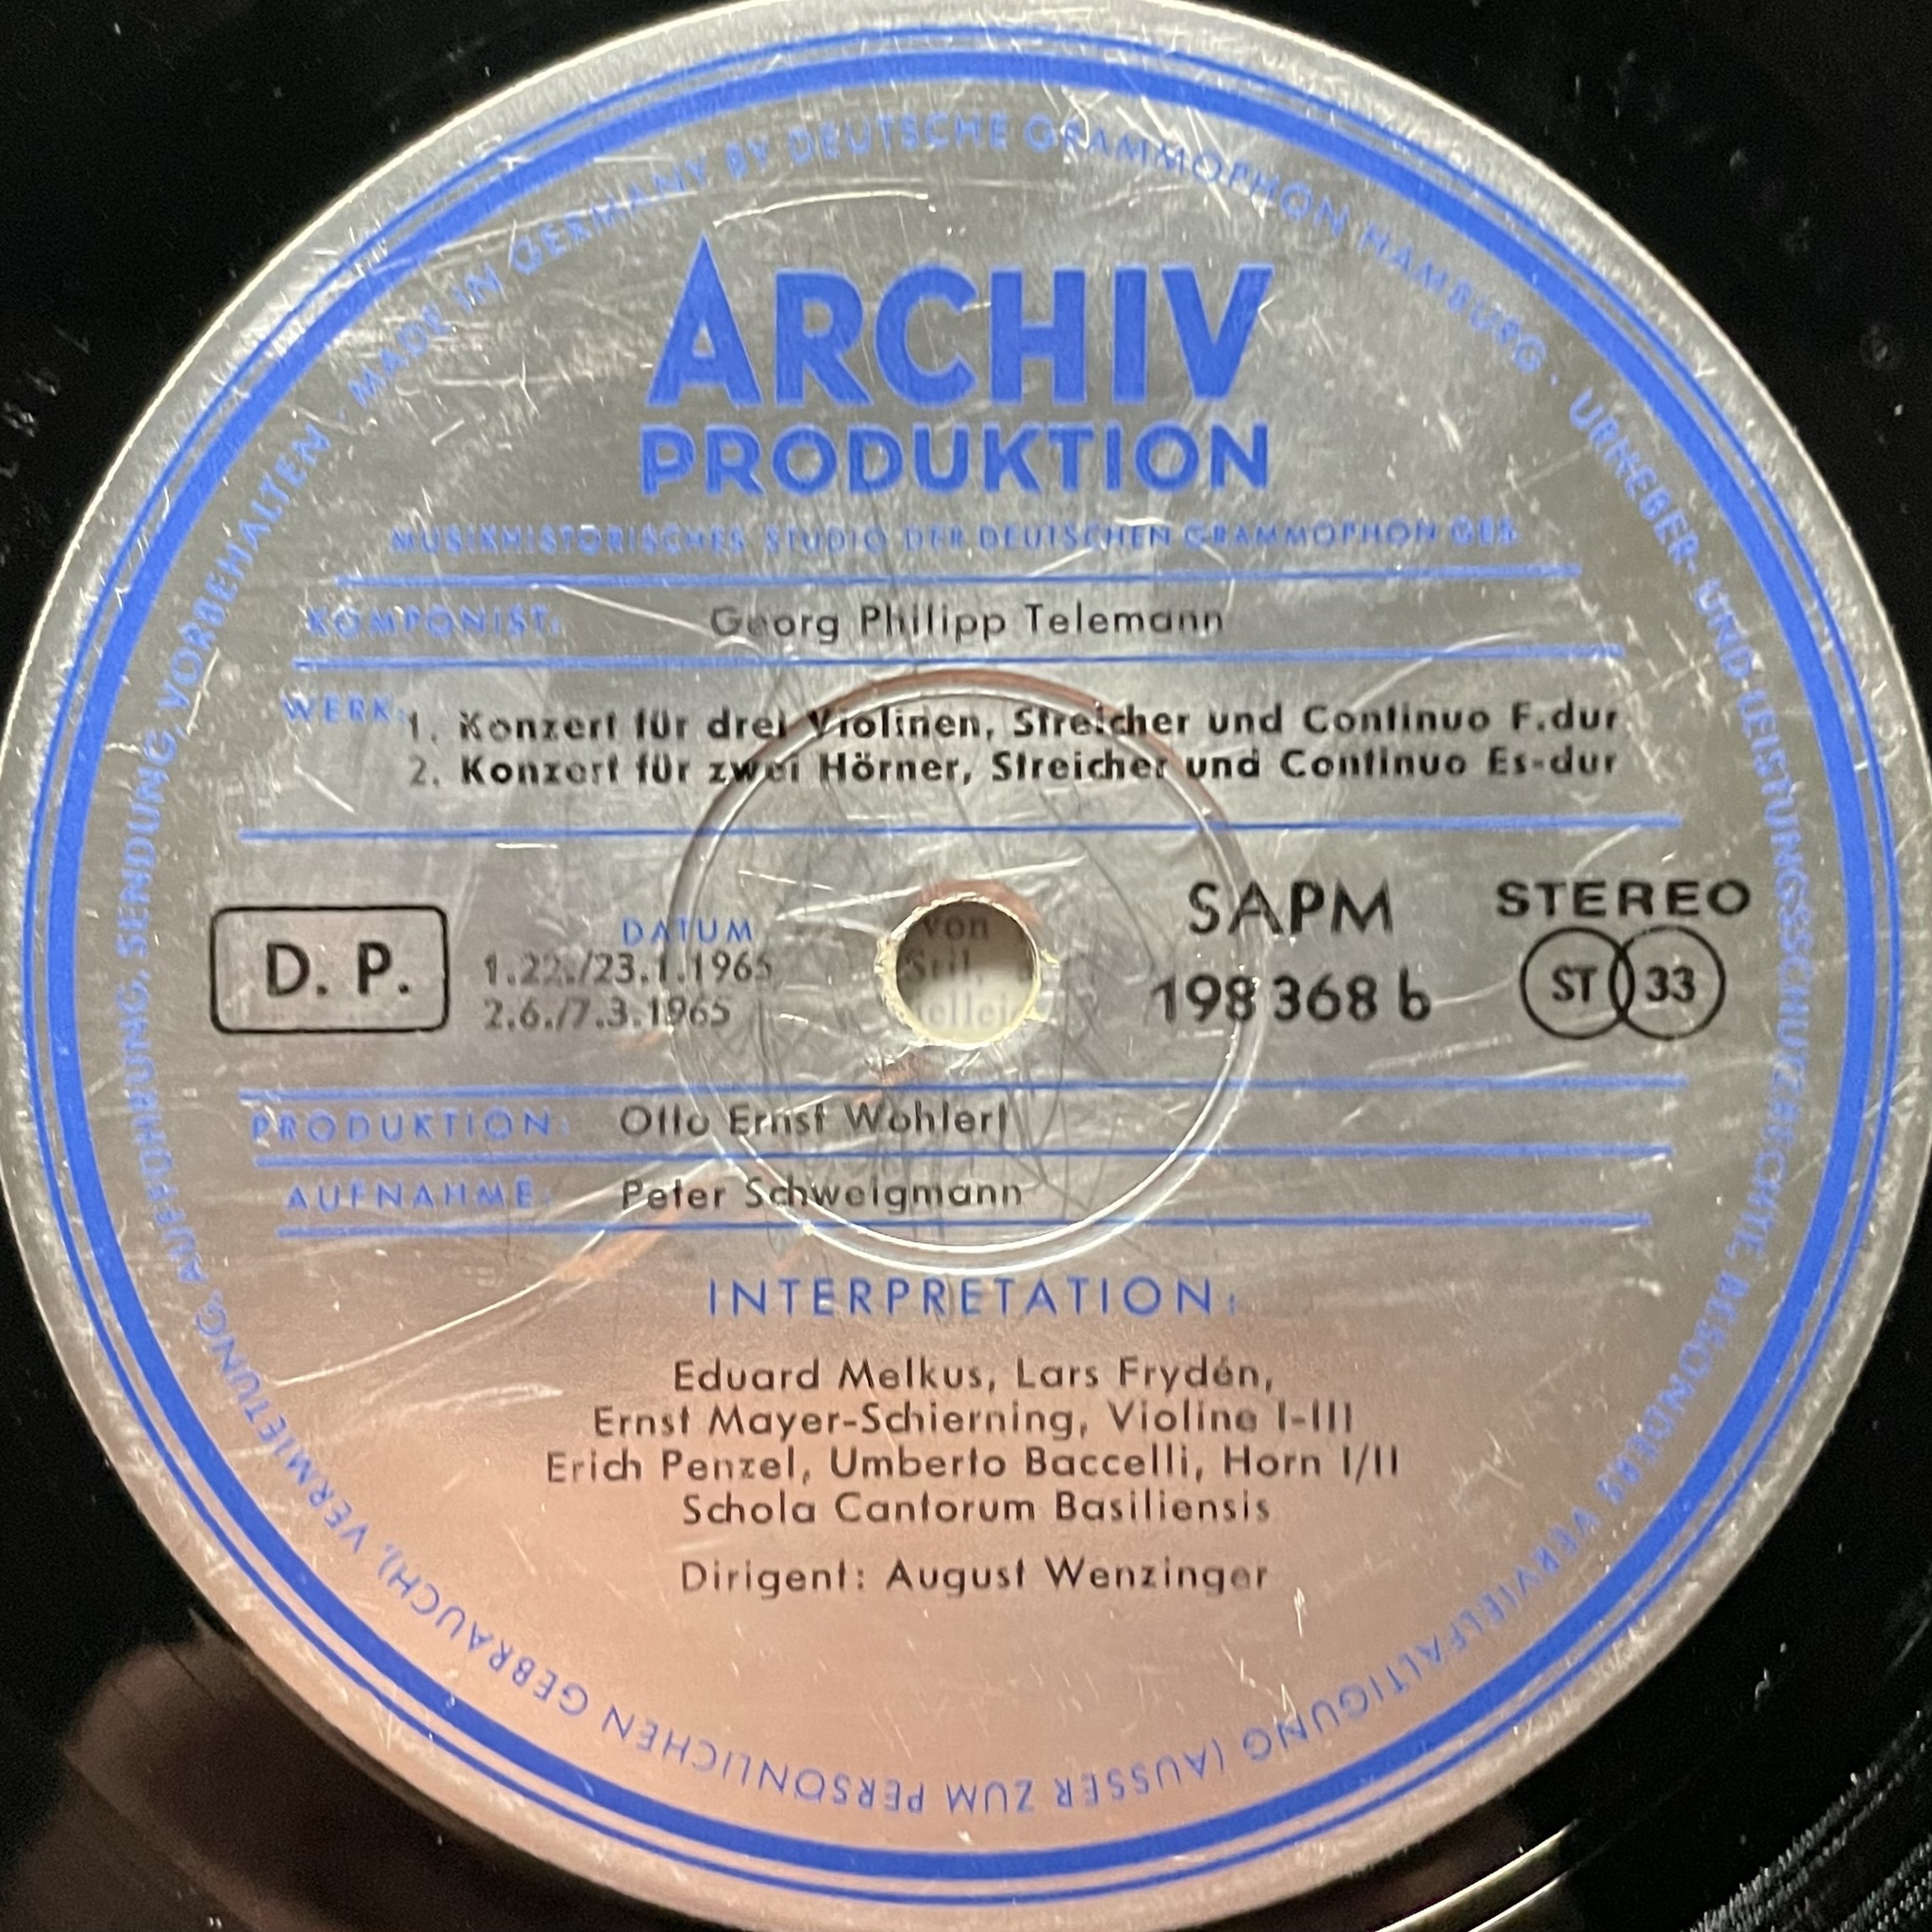 MADE IN GERMANY BY DEUTSCHE GRAMMOPHON HAMBURG · URHEBER- UND LEISTUNGSSCHUTZRECHTE, BESONDERS VERVIELFÄLTIGUNG (AUSSER ZUM PERSÖNLICHEN GEBRAUCH), VERMIETUNG, AUFFÜHRUNG, SENDUNG, VORBEHALTEN ·
ARCHIV
PRODUKTION
MUSIKHISTORISCHES STUDIO DER DEUTSCHEN GRAMMOPHON GES
KOMPONIST: Georg Philipp Telemann
WERK: 1. Konzert für drei Violinen, Streicher und Continuo F.dur
2. Konzert für zwei Hörner, Streicher und Continuo Es-dur
D. P.
DATUM
1.22./23.1.1965
2.6./7.3.1965
von
Stil,
SAPM
198 368 b
STEREO
ST 33
PRODUKTION: Otto Ernst Wohlert
AUFNAHME: Peter Schweigmann
INTERPRETATION:
Eduard Melkus, Lars Frydén,
Ernst Mayer-Schierning, Violine I-III
Erich Penzel, Umberto Baccelli, Horn I/II
Schola Cantorum Basiliensis
Dirigent: August Wenzinger